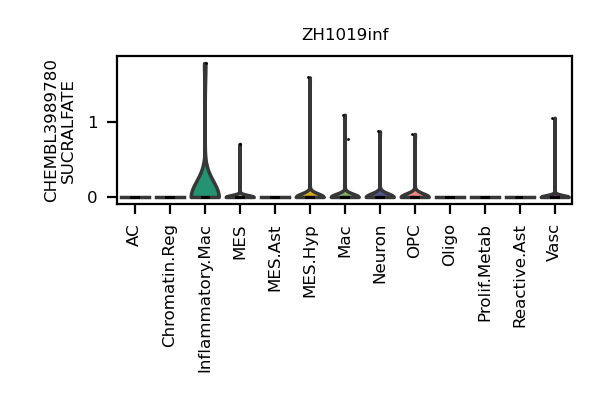 ZH1019inf
CHEMBL3989780
SUCRALFATE
1
0
AC
Chromatin.Reg
Inflammatory.Mac
MES
MES.Ast
MES.Hyp
Mac
Neuron
OPC
Oligo
Prolif.Metab
Reactive.Ast
Vasc